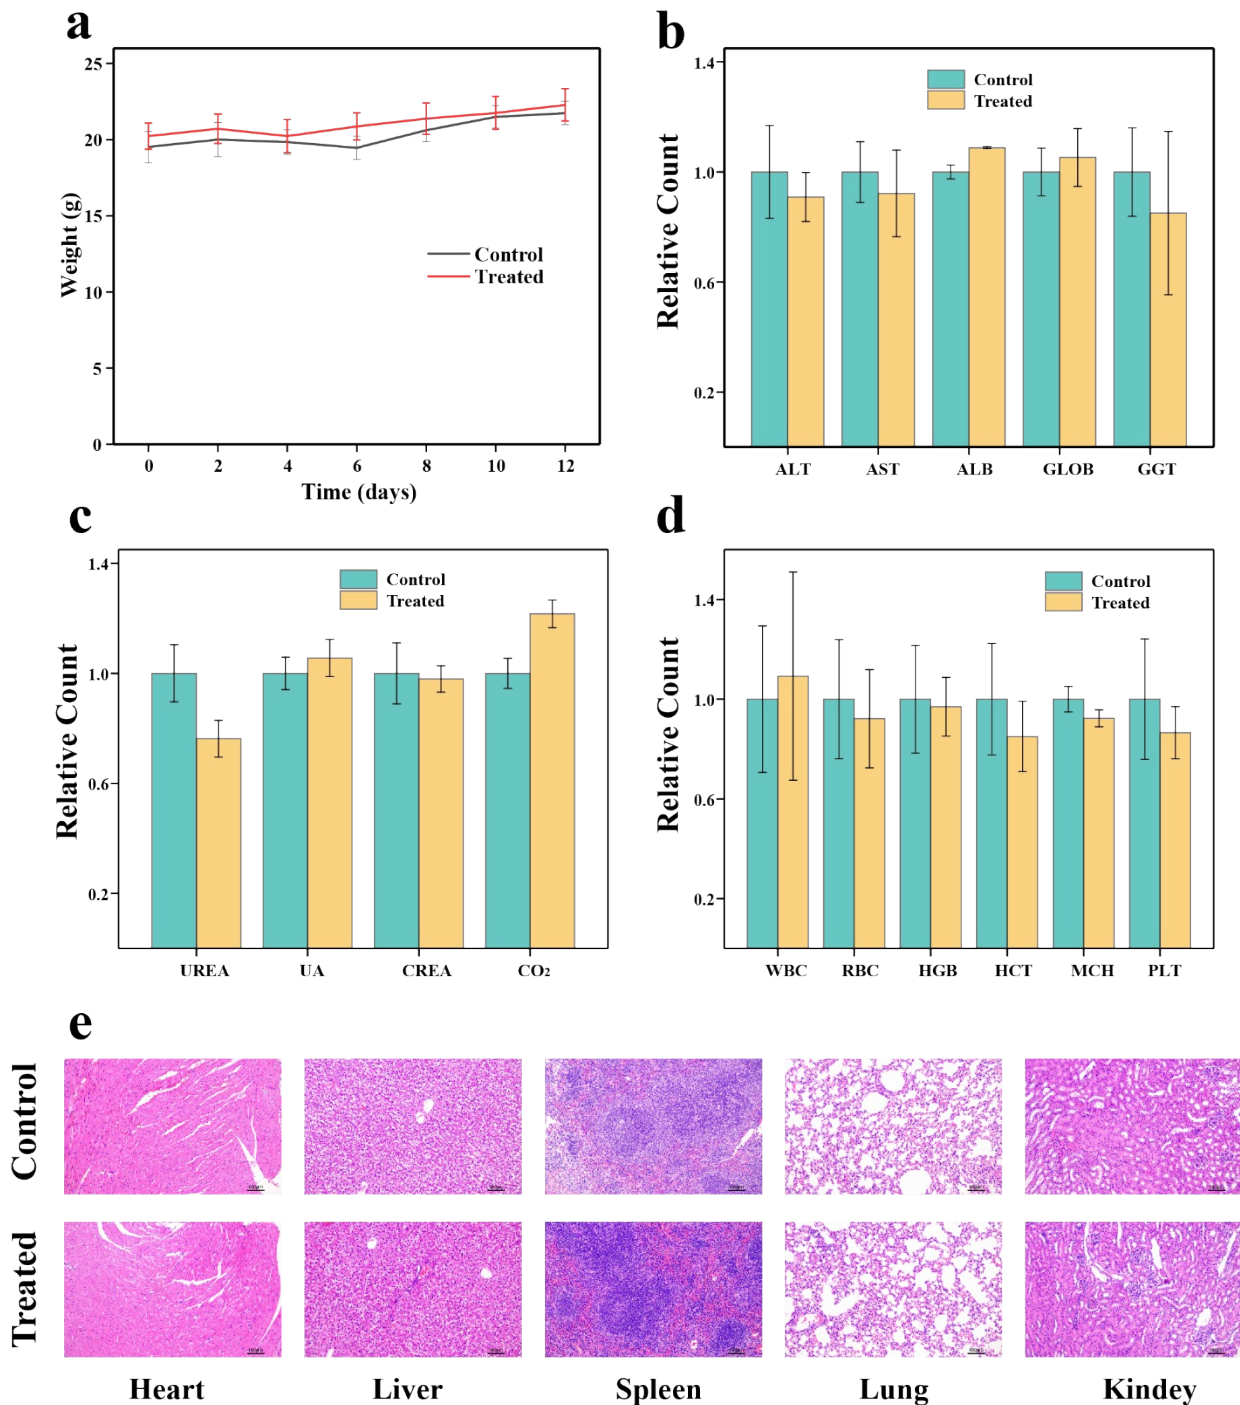 a
25
20
15
10
5
0
Weight (g)
Control
Treated
0 2 4 6 8 10 12
Time (days)
b
1.4
1.0
0.6
0.2
Relative Count
Control
Treated
ALT AST ALB GLOB GGT
c
1.4
1.0
0.6
0.2
Relative Count
Control
Treated
UREA UA CREA CO₂
d
1.4
1.0
0.6
0.2
Relative Count
Control
Treated
WBC RBC HGB HCT MCH PLT
e
Control
Treated
Heart Liver Spleen Lung Kindey